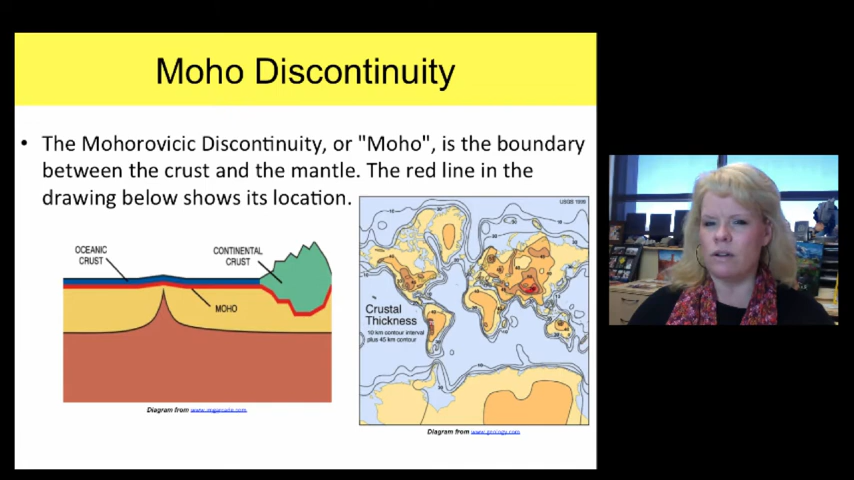 Moho Discontinuity
• The Mohorovicic Discontinuity, or "Moho", is the boundary
between the crust and the mantle. The red line in the
drawing below shows its location.
USGS
OCEANIC
CRUST
CONTINENTAL
CRUST
MOHO
Crustal
Thickness
10 km contour interval
plus 45 km contour
Diagram from
Diagram from